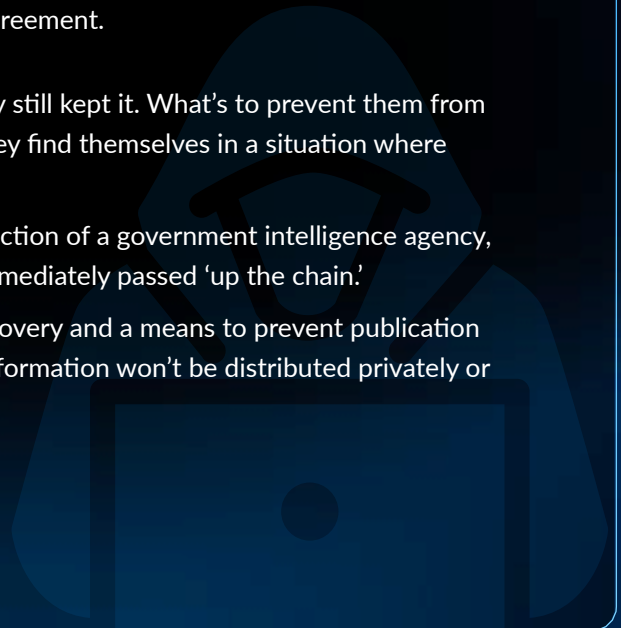 reement.
y still kept it. What’s to prevent them from
ey find themselves in a situation where
ction of a government intelligence agency,
mmediately passed ‘up the chain.’
overy and a means to prevent publication
formation won’t be distributed privately or